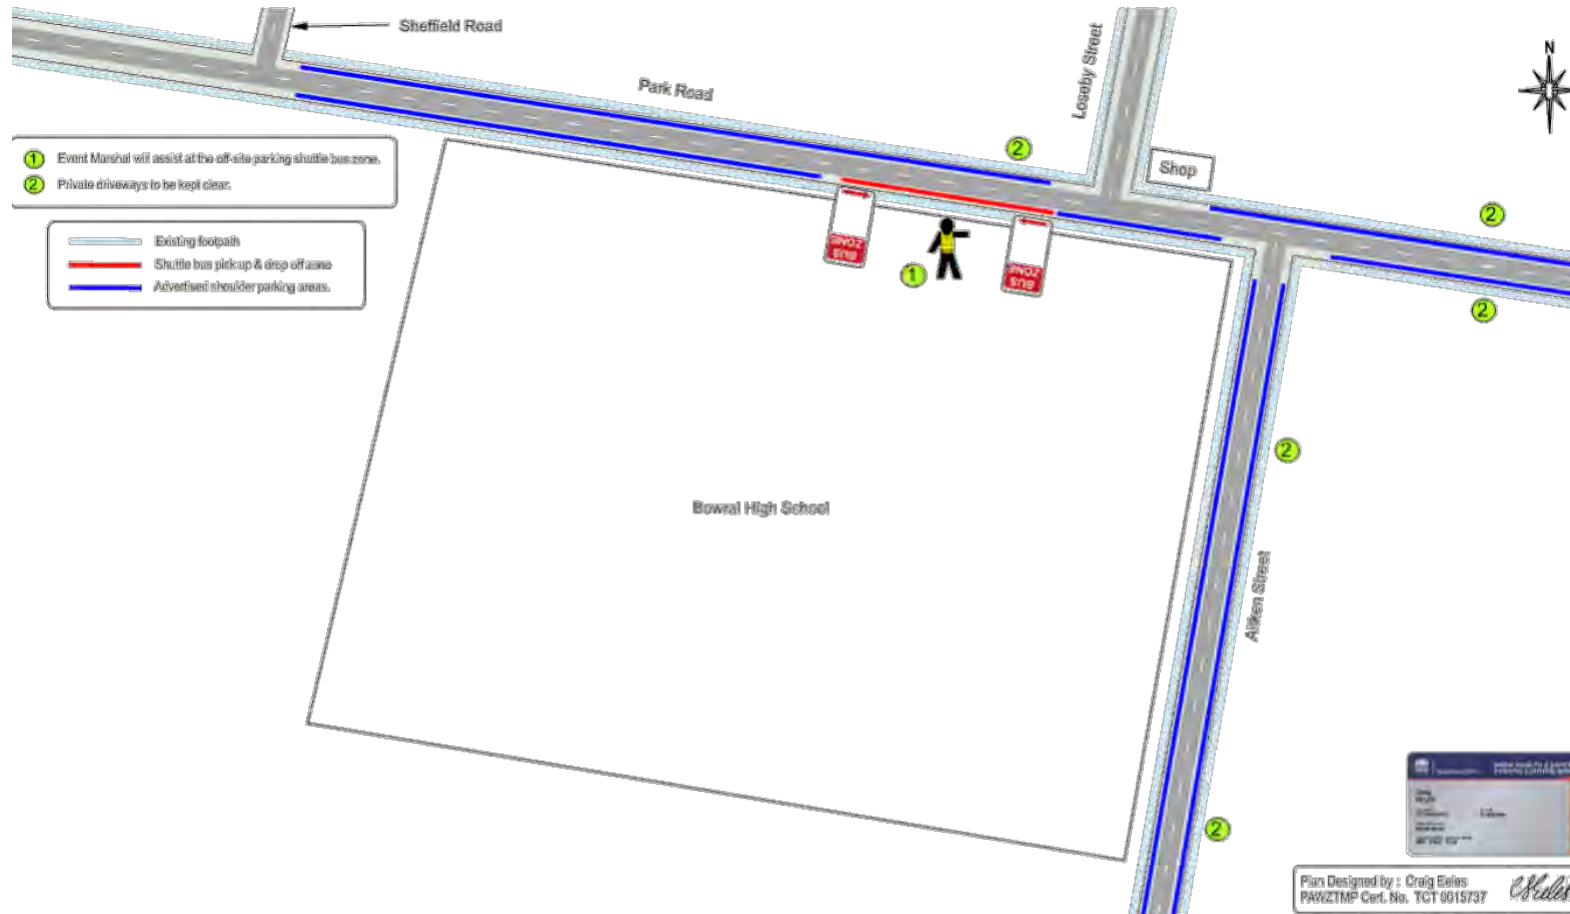 Sheffield Road
Park Road
Loseby Street
N
1 Event Marshal will assist at the off-site parking shuttle bus zone.
2 Private driveways to be kept clear.
2
Shop
Existing footpath
Shuttle bus pick up & drop off zone
Advertised shoulder parking areas.
BUS
ZONE
1
BUS
ZONE
2
2
2
Bowral High School
Aitken Street
2
Plan Designed by : Craig Eeles
PAWZTMP Cert. No. TCT 0015737